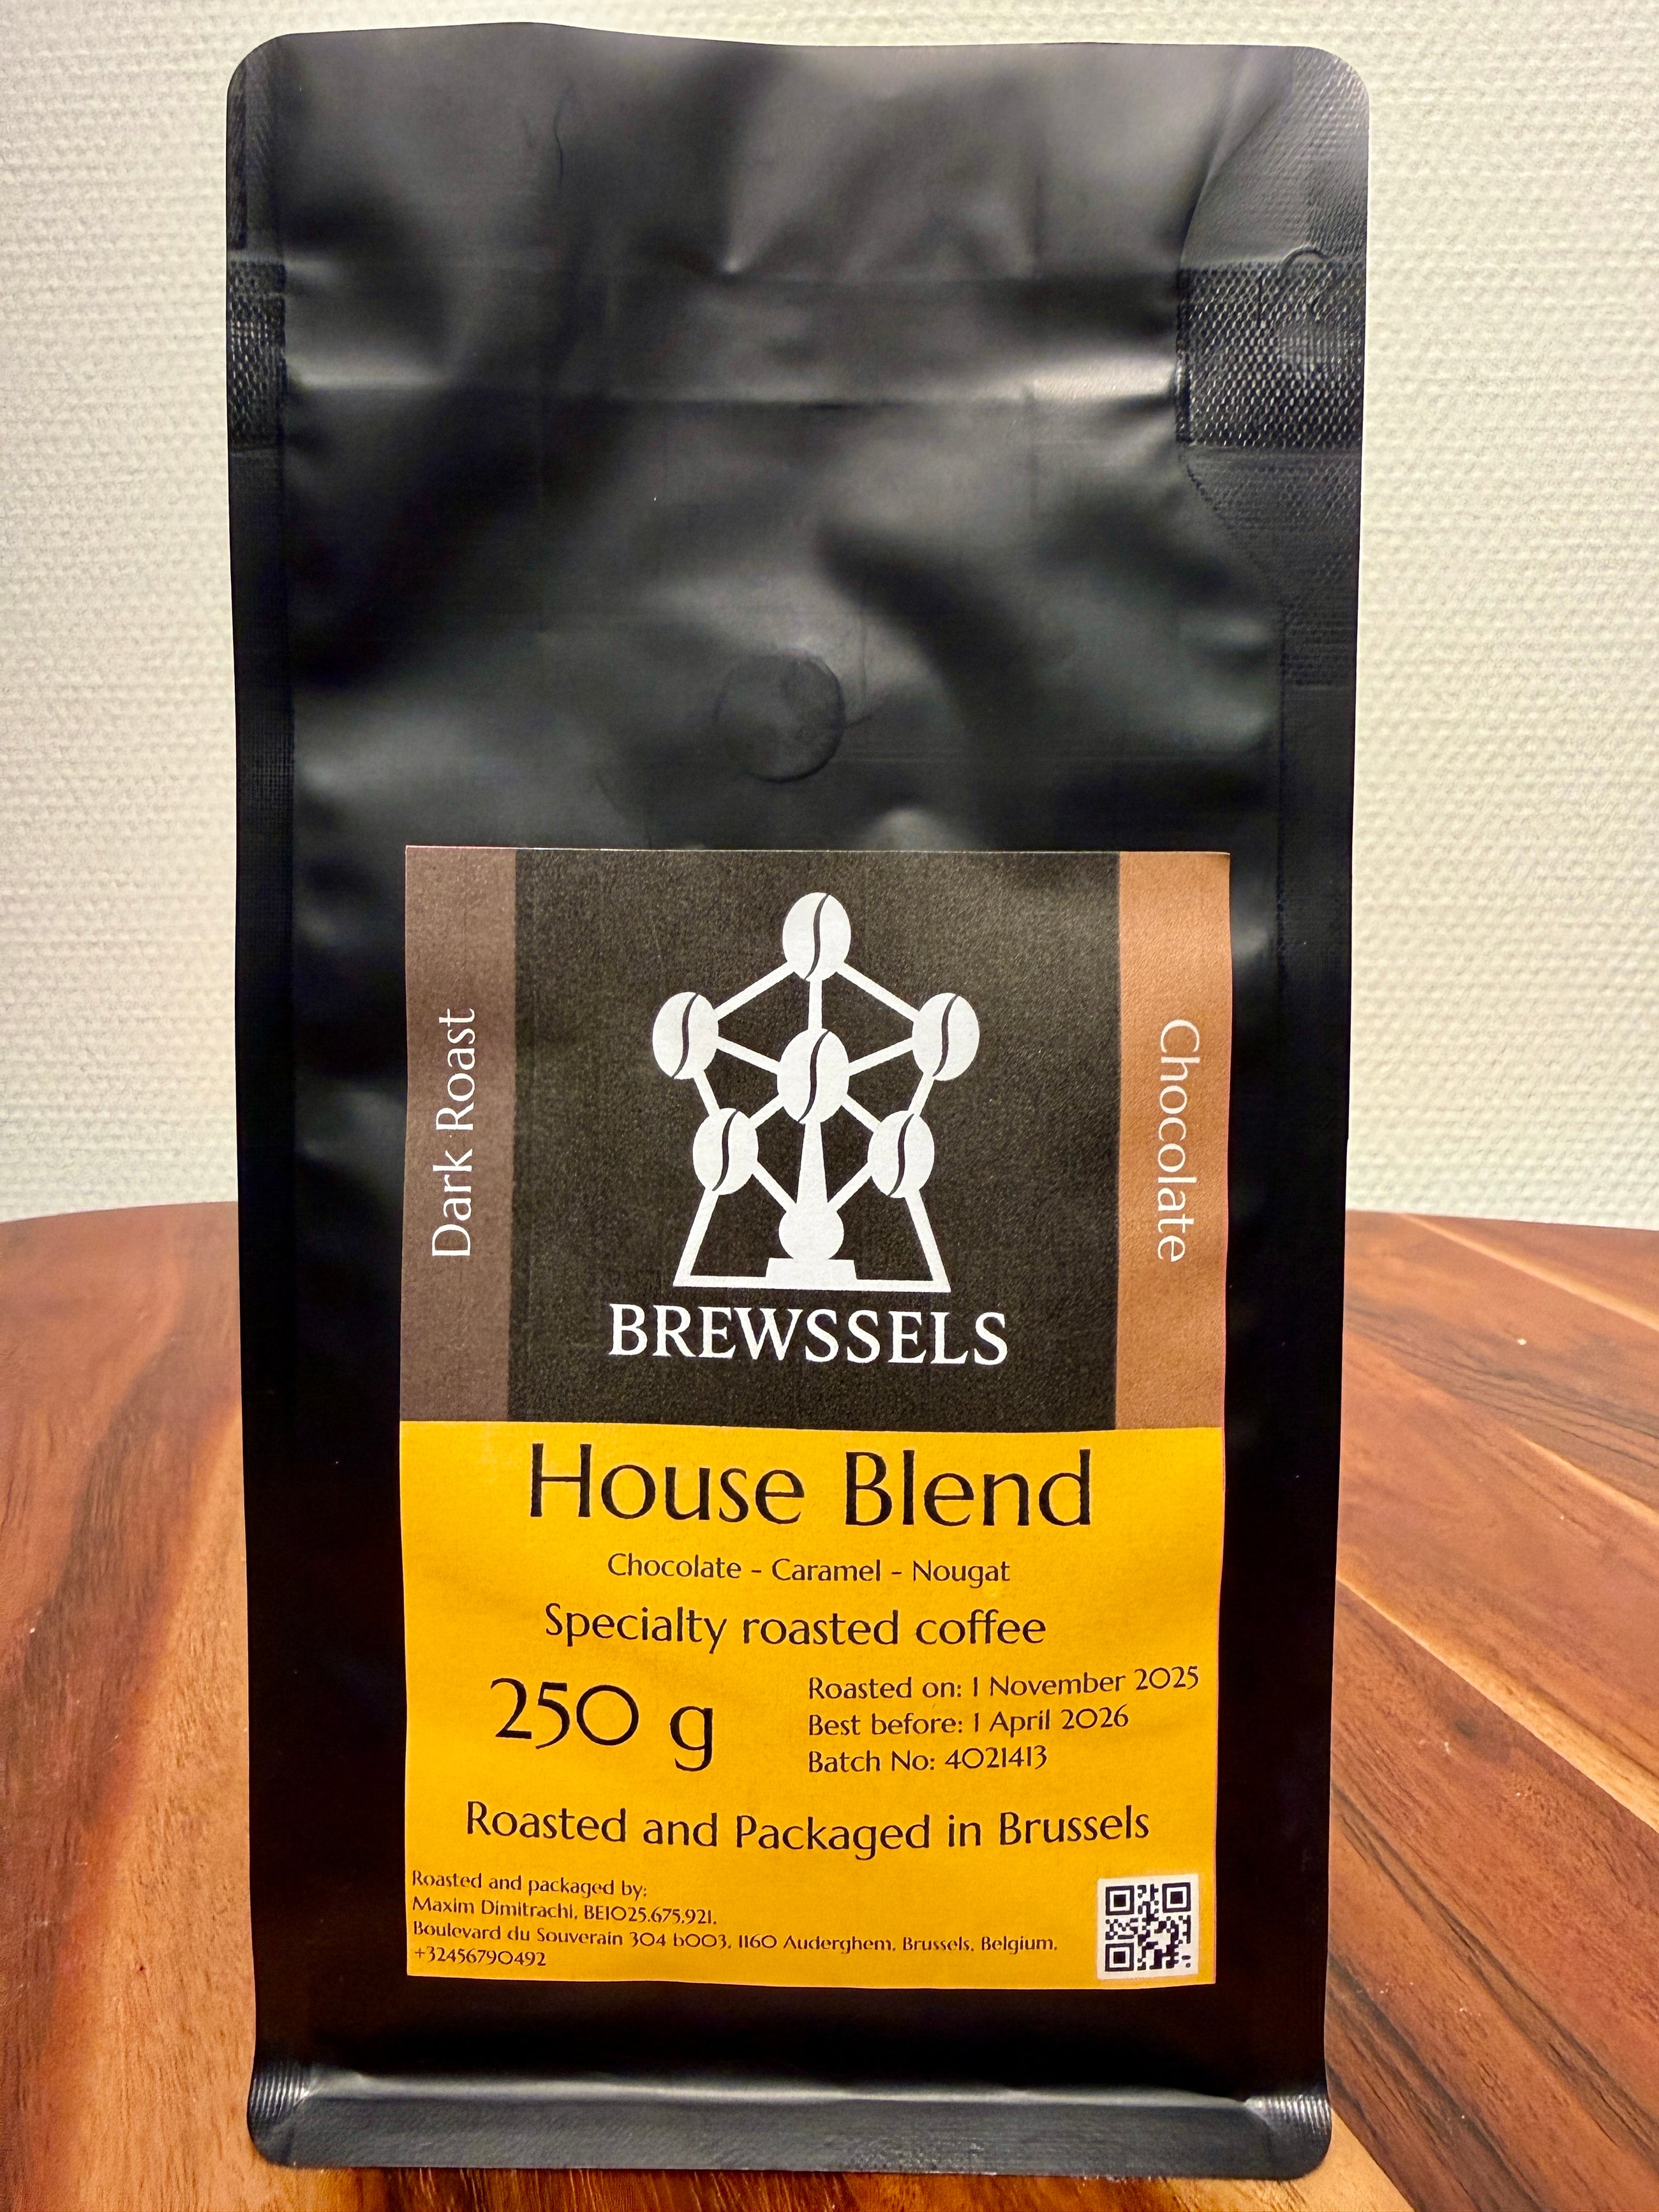 Dark Roast
BREWSSELS
Chocolate
House Blend
Chocolate - Caramel - Nougat
Specialty roasted coffee
250 g
Roasted on: 1 November 2025
Best before: 1 April 2026
Batch No: 4021413
Roasted and Packaged in Brussels
Roasted and packaged by:
Maxim Dimitrachi, BE1025.675.921,
Boulevard du Souverain 304 b003, 1160 Auderghem, Brussels, Belgium,
+32456790492